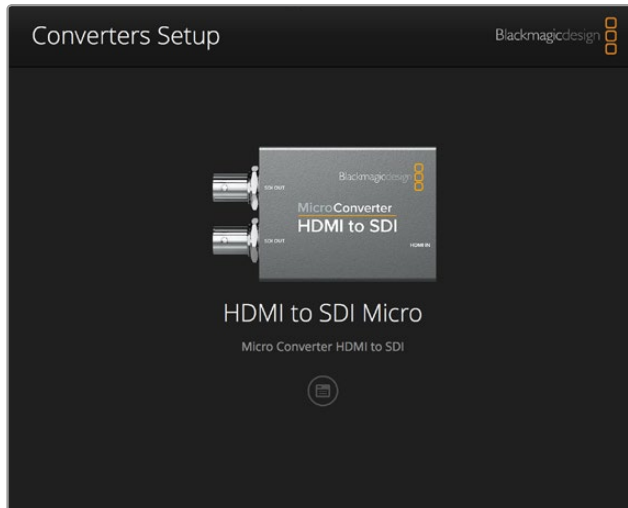 Converters Setup
Blackmagicdesign
Blackmagicdesign
SDI OUT
MicroConverter
HDMI to SDI
SDI OUT
HDMI IN
HDMI to SDI Micro
Micro Converter HDMI to SDI